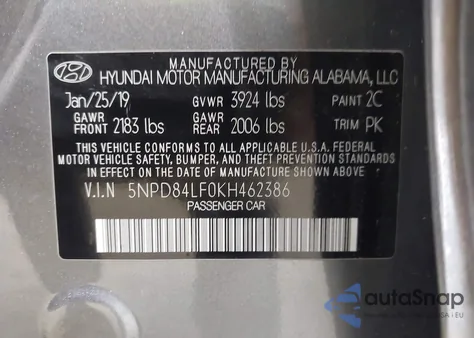 MANUFACTURED BY
HYUNDAI MOTOR MANUFACTURING ALABAMA, LLC
Jan/25/19 GVWR 3924 lbs PAINT 2C
GAWR FRONT 2183 lbs GAWR REAR 2006 lbs TRIM PK
THIS VEHICLE CONFORMS TO ALL APPLICABLE U.S.A. FEDERAL
MOTOR VEHICLE SAFETY, BUMPER, AND THEFT PREVENTION STANDARDS
IN EFFECT ON THE DATE OF MANUFACTURE SHOWN ABOVE.
V.I.N 5NPD84LF0KH462386
PASSENGER CAR
autaSnap